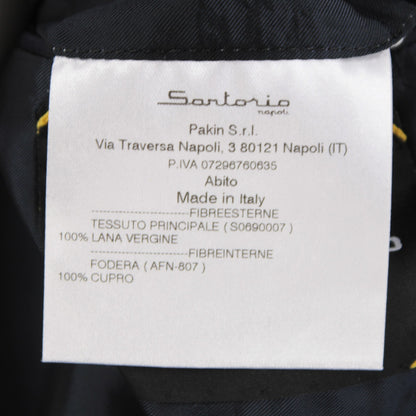 Sartorio
napoli
Pakin S.r.l.
Via Traversa Napoli, 3 80121 Napoli (IT)
P.IVA 07296760635
Abito
Made in Italy
------------------------FIBREESTERNE
TESSUTO PRINCIPALE ( S0690007 )
100% LANA VERGINE
------------------------FIBREINTERNE
FODERA ( AFN-807 )
100% CUPRO